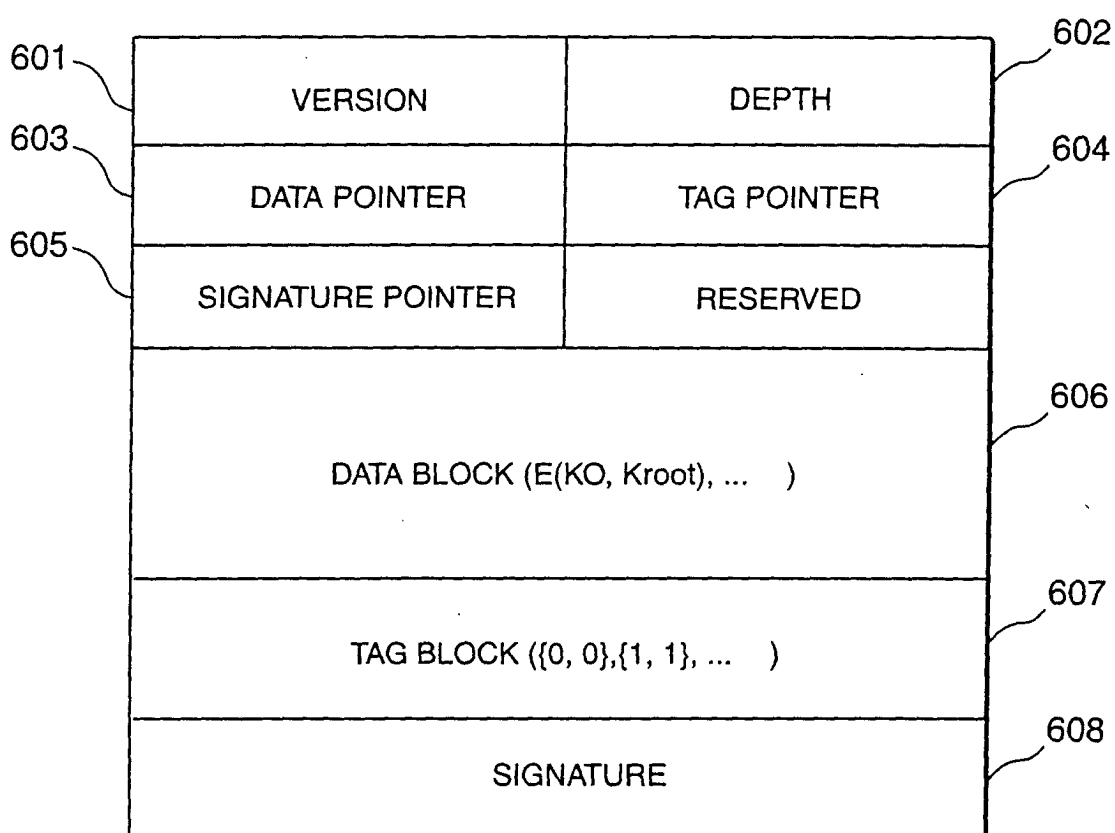 602
601
VERSION DEPTH
603
604
DATA POINTER TAG POINTER
605
SIGNATURE POINTER RESERVED
606
DATA BLOCK (E(KO, Kroot), ... )
607
TAG BLOCK ({0, 0},{1, 1}, ... )
608
SIGNATURE